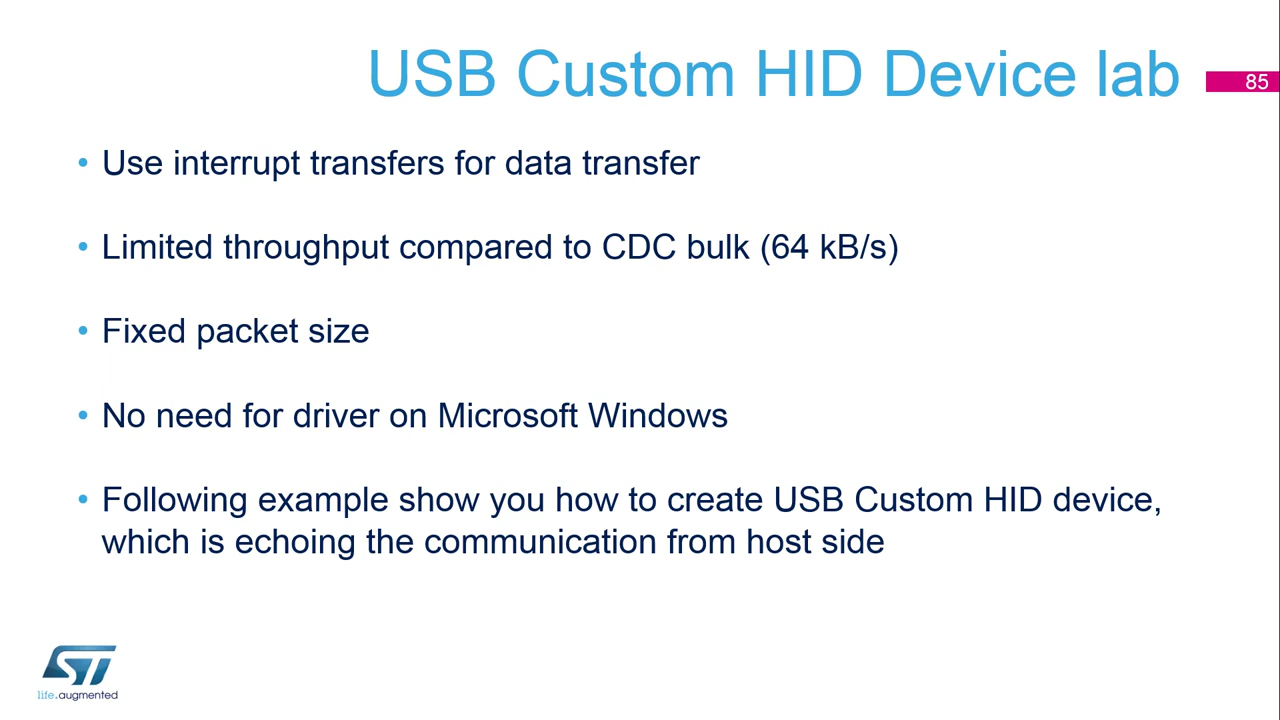 USB Custom HID Device lab
85
• Use interrupt transfers for data transfer
• Limited throughput compared to CDC bulk (64 kB/s)
• Fixed packet size
• No need for driver on Microsoft Windows
• Following example show you how to create USB Custom HID device,
which is echoing the communication from host side
ST
life.augmented